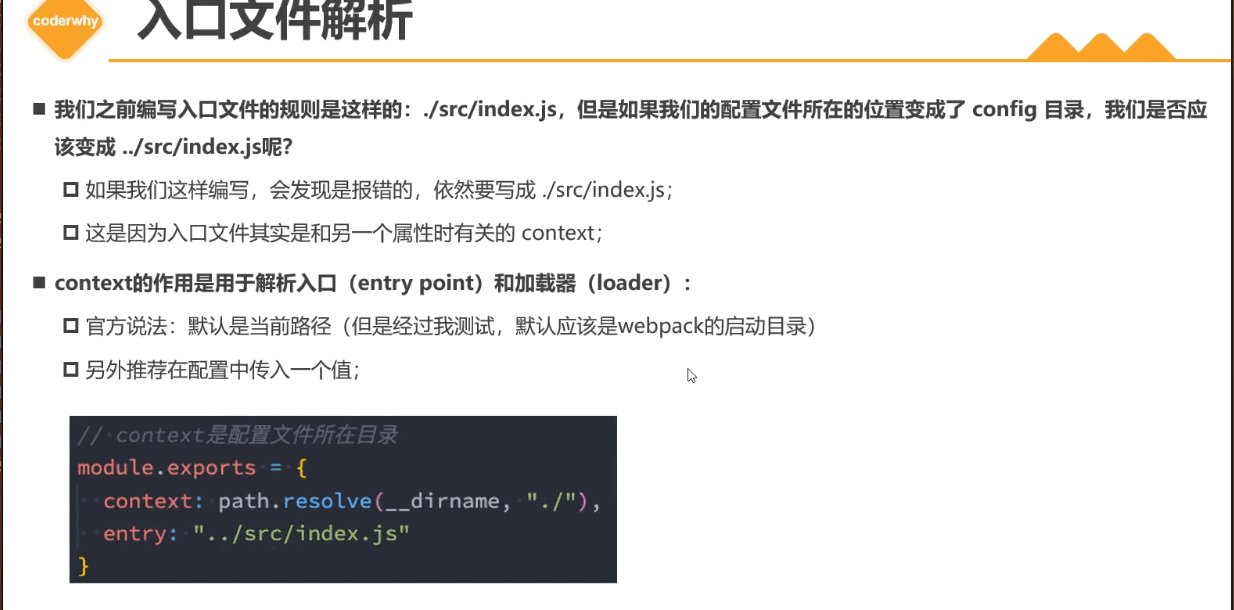 coderwhy
入口文件解析
我们之前编写入口文件的规则是这样的：./src/index.js，但是如果我们的配置文件所在的位置变成了 config 目录，我们是否应
该变成 ../src/index.js呢？
如果我们这样编写，会发现是报错的，依然要写成 ./src/index.js；
这是因为入口文件其实是和另一个属性时有关的 context；
context的作用是用于解析入口（entry point）和加载器（loader）：
官方说法：默认是当前路径（但是经过我测试，默认应该是webpack的启动目录）
另外推荐在配置中传入一个值；
// context是配置文件所在目录
module.exports = {
context: path.resolve(__dirname, "./"),
entry: "../src/index.js"
}